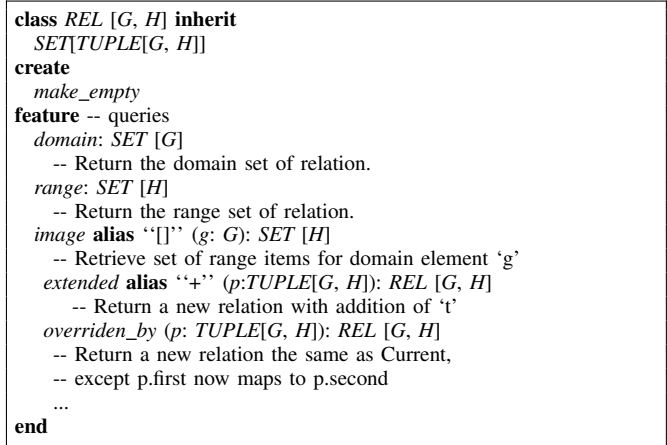 class REL [G, H] inherit
SET[TUPLE[G, H]]
create
make_empty
feature -- queries
domain: SET [G]
-- Return the domain set of relation.
range: SET [H]
-- Return the range set of relation.
image alias ‘‘[]’’ (g: G): SET [H]
-- Retrieve set of range items for domain element ‘g’
extended alias ‘‘+’’ (p:TUPLE[G, H]): REL [G, H]
-- Return a new relation with addition of ‘t’
overriden_by (p: TUPLE[G, H]): REL [G, H]
-- Return a new relation the same as Current,
-- except p.first now maps to p.second
...
end